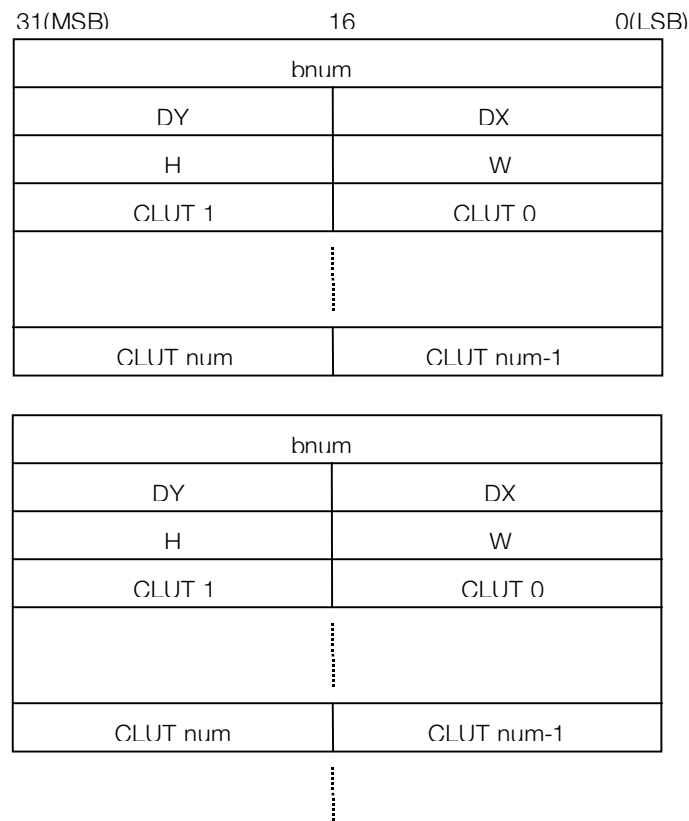 31(MSB) 16 0(LSB)
bnum
DY DX
H W
CLUT 1 CLUT 0
CLUT num CLUT num-1
bnum
DY DX
H W
CLUT 1 CLUT 0
CLUT num CLUT num-1